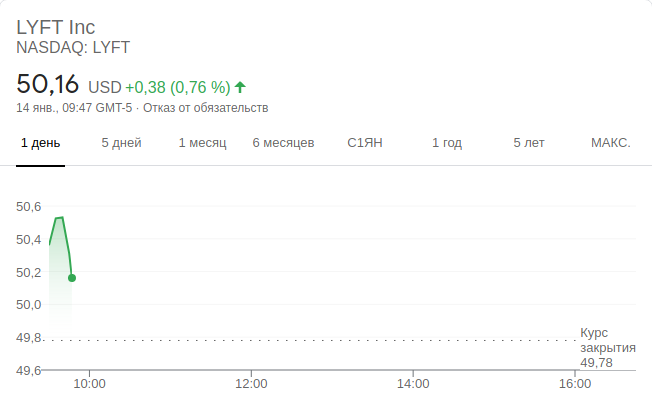 LYFT Inc
NASDAQ: LYFT
50,16 USD +0,38 (0,76 %)
14 янв., 09:47 GMT-5 · Отказ от обязательств
1 день 5 дней 1 месяц 6 месяцев С1ЯН 1 год 5 лет МАКС.
50,6
50,4
50,2
50,0
49,8
49,6
Курс
закрытия
49,78
10:00 12:00 14:00 16:00